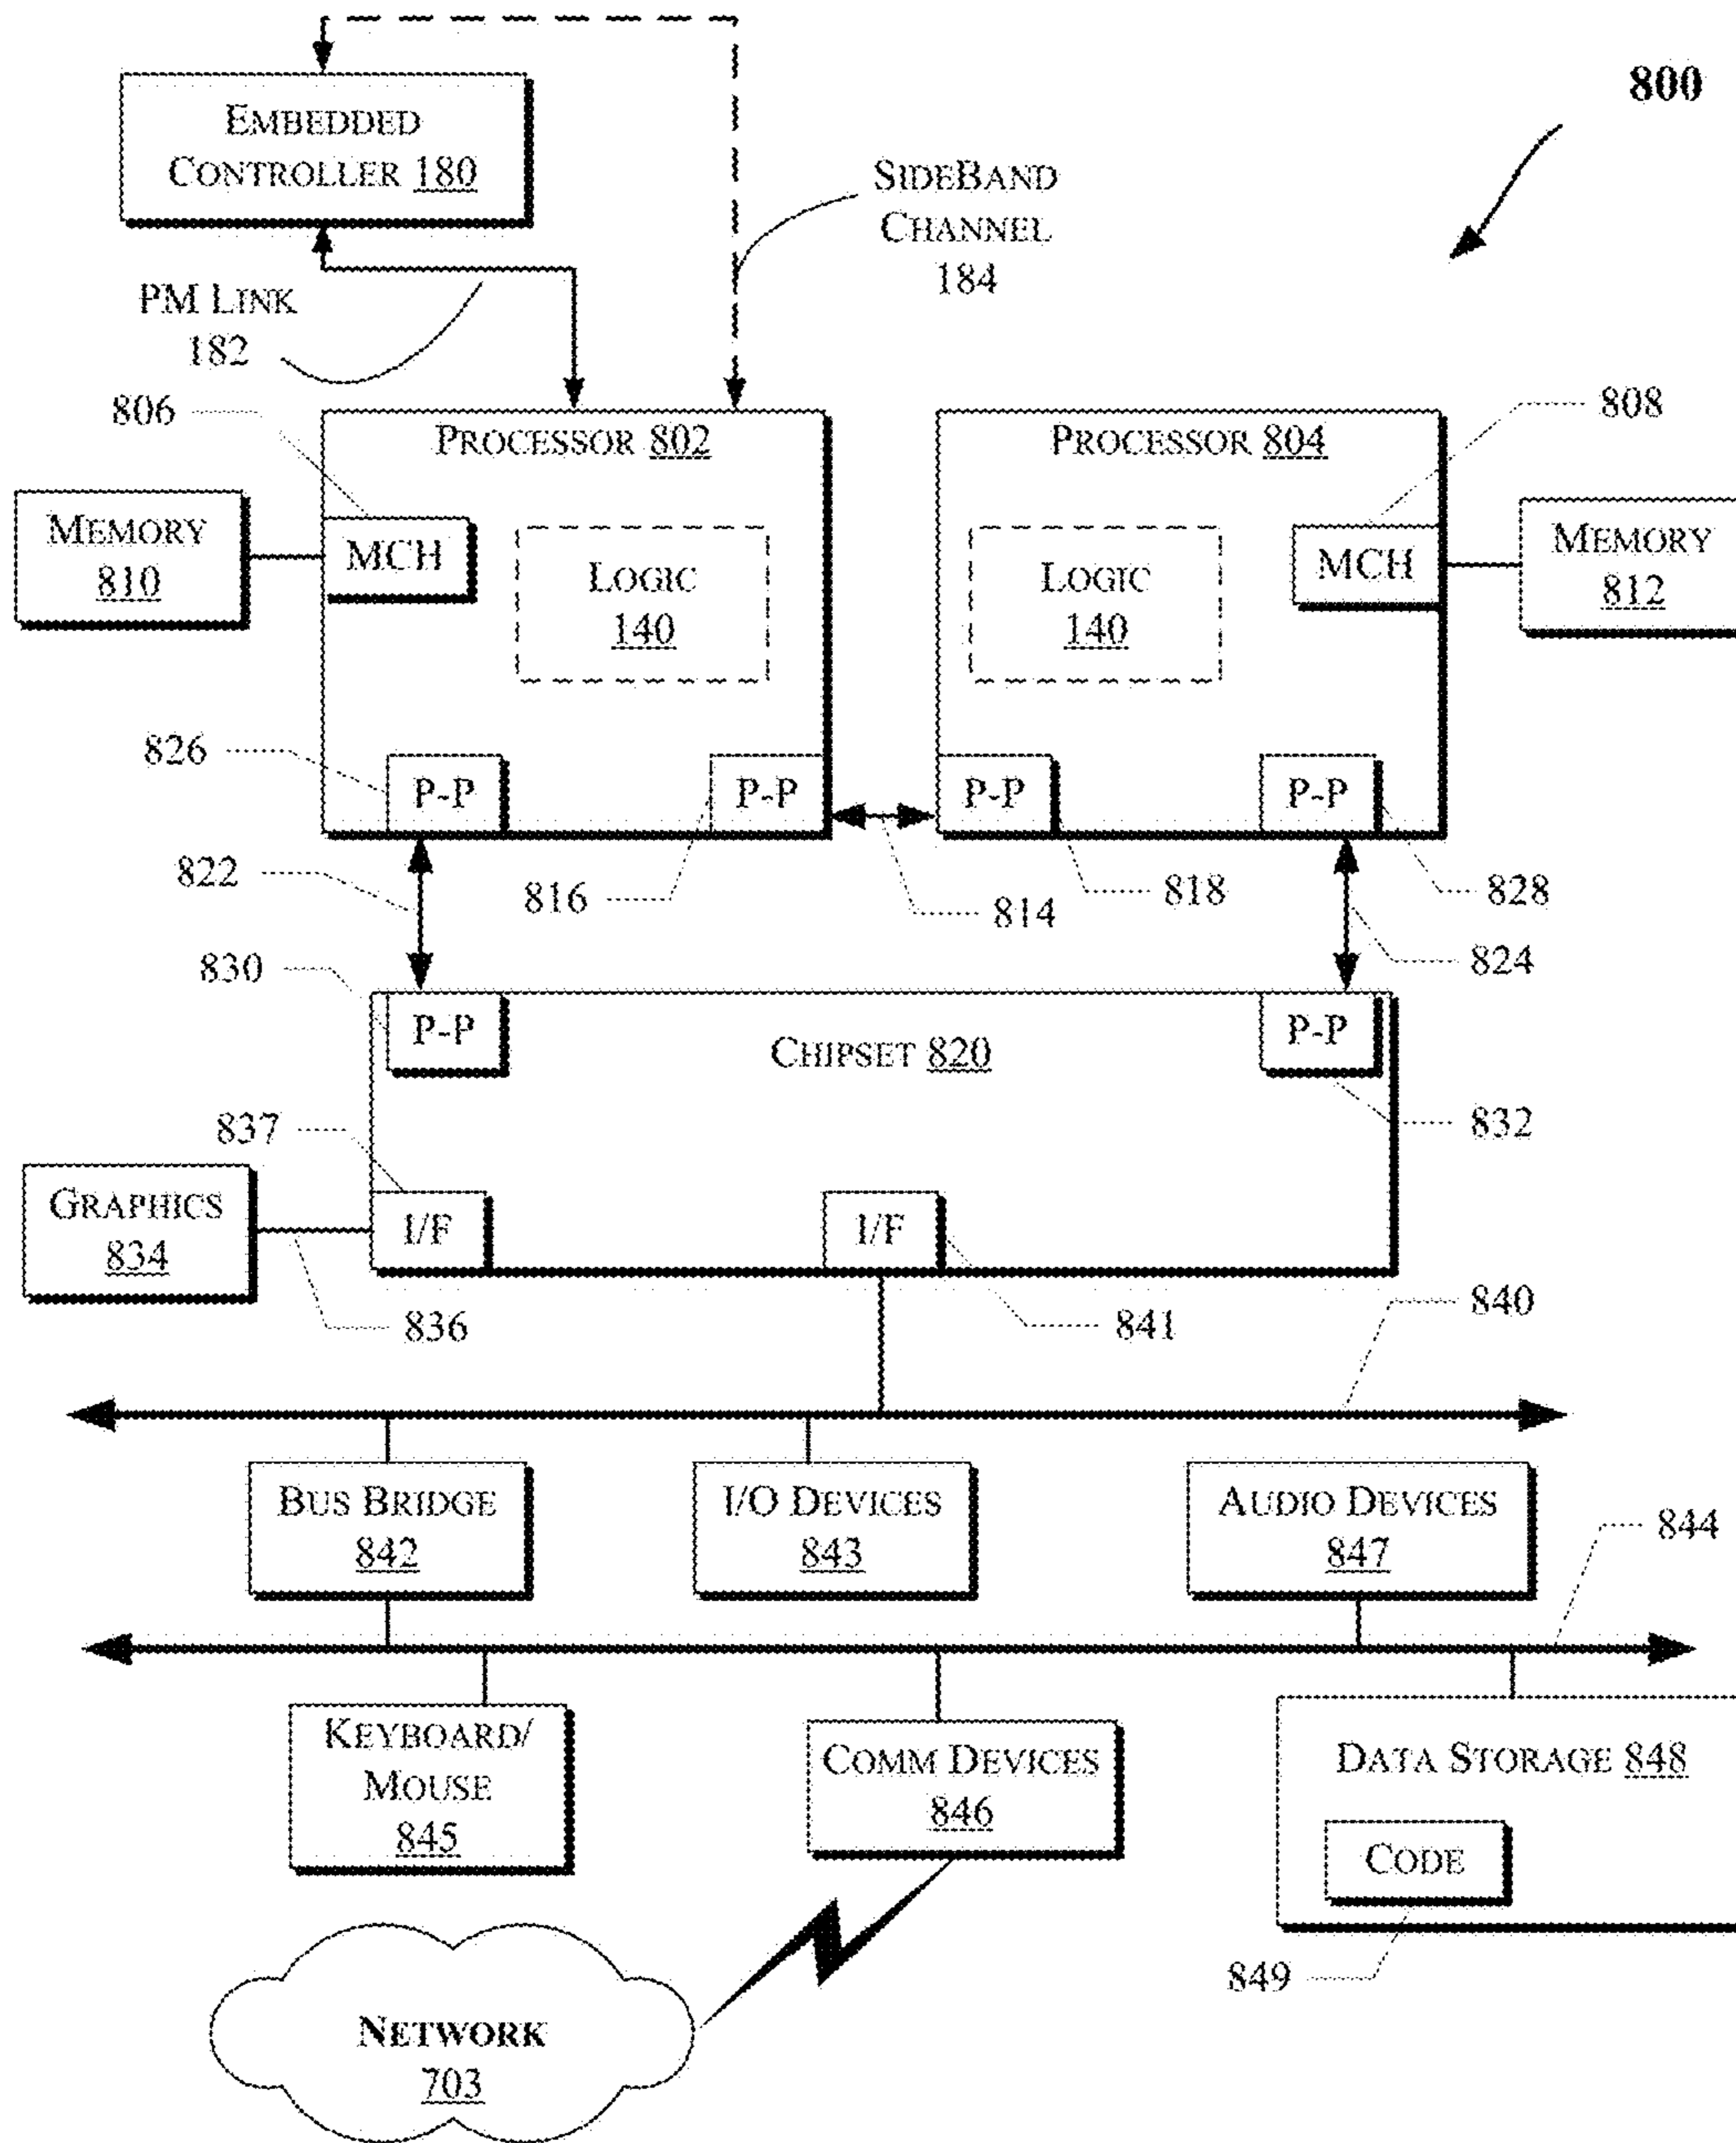 800
EMBEDDED
CONTROLLER 180
SIDEBAND
CHANNEL
184
PM LINK
182
806
PROCESSOR 802
PROCESSOR 804
808
MEMORY
810
MCH
LOGIC
140
LOGIC
140
MCH
MEMORY
812
826
P-P
P-P
P-P
P-P
822
816
814
818
828
830
824
P-P
CHIPSET 820
P-P
837
832
GRAPHICS
834
I/F
I/F
836
841
840
BUS BRIDGE
842
I/O DEVICES
843
AUDIO DEVICES
847
844
KEYBOARD/
MOUSE
845
COMM DEVICES
846
DATA STORAGE 848
CODE
849
NETWORK
703